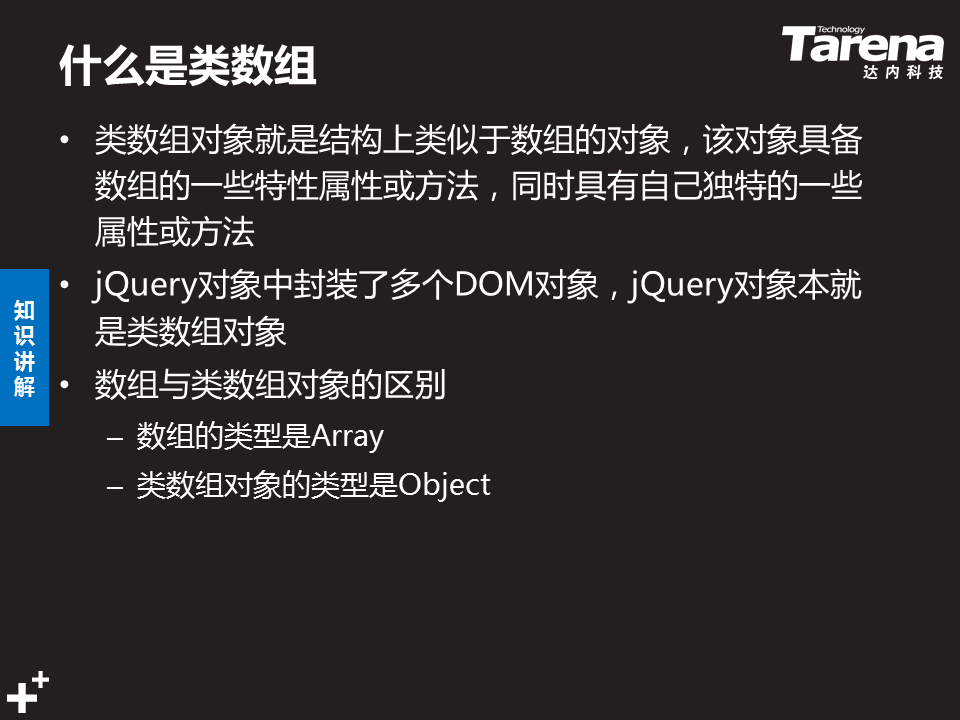 什么是类数组
Technology
Tarena
达内科技
• 类数组对象就是结构上类似于数组的对象，该对象具备
数组的一些特性属性或方法，同时具有自己独特的一些
属性或方法
• jQuery对象中封装了多个DOM对象，jQuery对象本就
是类数组对象
• 数组与类数组对象的区别
– 数组的类型是Array
– 类数组对象的类型是Object
知
识
讲
解